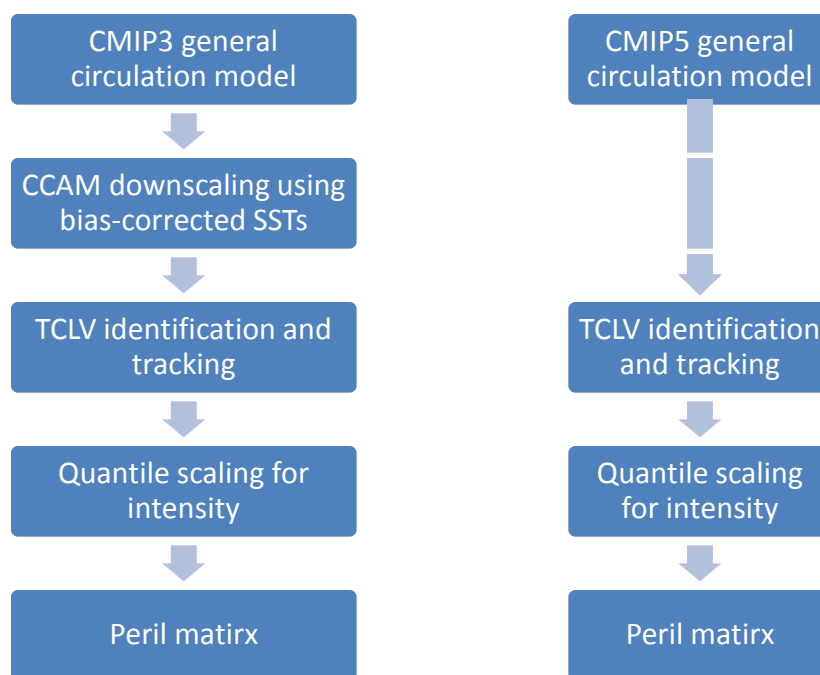 CMIP3 general
circulation model
CCAM downscaling using
bias-corrected SSTs
TCLV identification and
tracking
Quantile scaling for
intensity
Peril matirx
CMIP5 general
circulation model
TCLV identification
and tracking
Quantile scaling
for intensity
Peril matirx